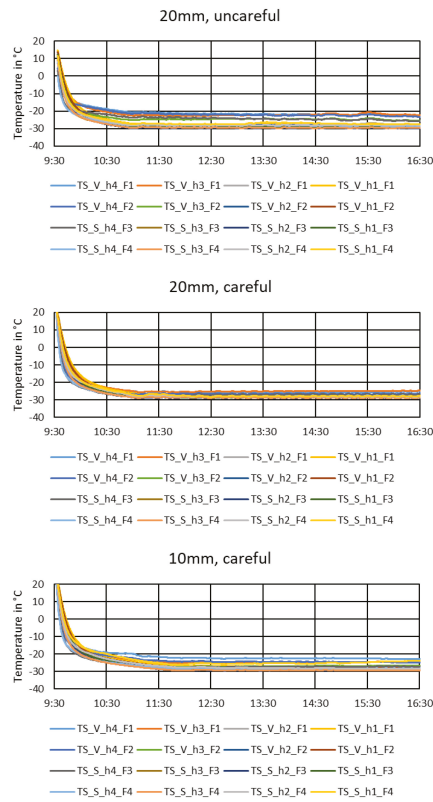 20mm, uncareful
Temperature in °C
20
10
0
-10
-20
-30
-40
9:30 10:30 11:30 12:30 13:30 14:30 15:30 16:30
TS_V_h4_F1 TS_V_h3_F1 TS_V_h2_F1 TS_V_h1_F1
TS_V_h4_F2 TS_V_h3_F2 TS_V_h2_F2 TS_V_h1_F2
TS_S_h4_F3 TS_S_h3_F3 TS_S_h2_F3 TS_S_h1_F3
TS_S_h4_F4 TS_S_h3_F4 TS_S_h2_F4 TS_S_h1_F4
20mm, careful
Temperature in °C
20
10
0
-10
-20
-30
-40
9:30 10:30 11:30 12:30 13:30 14:30 15:30 16:30
TS_V_h4_F1 TS_V_h3_F1 TS_V_h2_F1 TS_V_h1_F1
TS_V_h4_F2 TS_V_h3_F2 TS_V_h2_F2 TS_V_h1_F2
TS_S_h4_F3 TS_S_h3_F3 TS_S_h2_F3 TS_S_h1_F3
TS_S_h4_F4 TS_S_h3_F4 TS_S_h2_F4 TS_S_h1_F4
10mm, careful
Temperature in °C
20
10
0
-10
-20
-30
-40
9:30 10:30 11:30 12:30 13:30 14:30 15:30 16:30
TS_V_h4_F1 TS_V_h3_F1 TS_V_h2_F1 TS_V_h1_F1
TS_V_h4_F2 TS_V_h3_F2 TS_V_h2_F2 TS_V_h1_F2
TS_S_h4_F3 TS_S_h3_F3 TS_S_h2_F3 TS_S_h1_F3
TS_S_h4_F4 TS_S_h3_F4 TS_S_h2_F4 TS_S_h1_F4